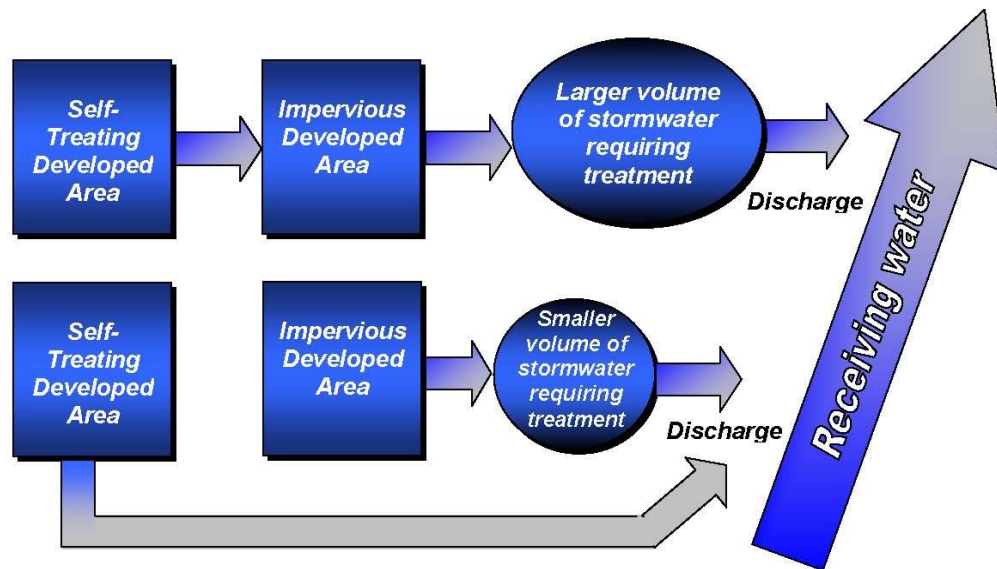 Self-
Treating
Developed
Area
Impervious
Developed
Area
Larger volume
of stormwater
requiring
treatment
Discharge
Receiving water
Self-
Treating
Developed
Area
Impervious
Developed
Area
Smaller
volume of
stormwater
requiring
treatment
Discharge